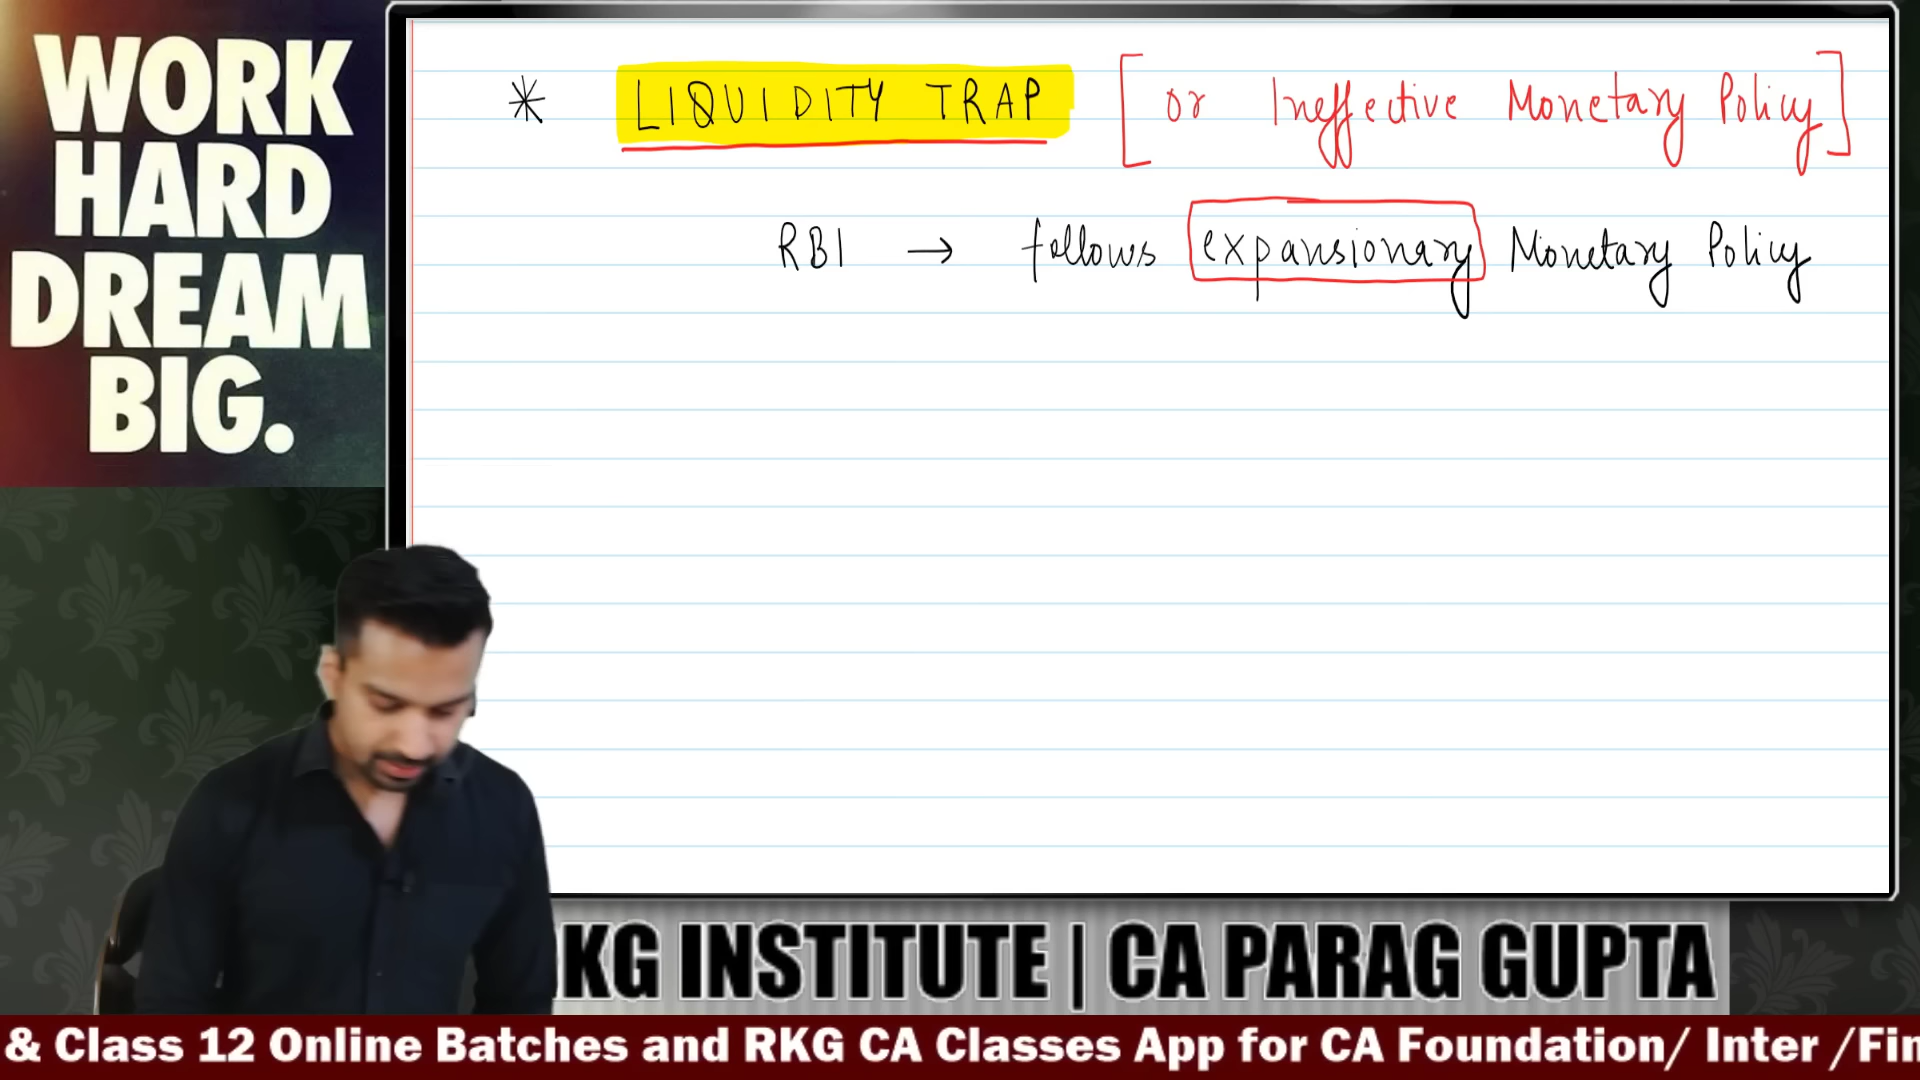 WORK
HARD
DREAM
BIG.
* LIQUIDITY TRAP [or Ineffective Monetary Policy]
RBI → follows expansionary Monetary Policy
KG INSTITUTE | CA PARAG GUPTA
& Class 12 Online Batches and RKG CA Classes App for CA Foundation/ Inter /Fin